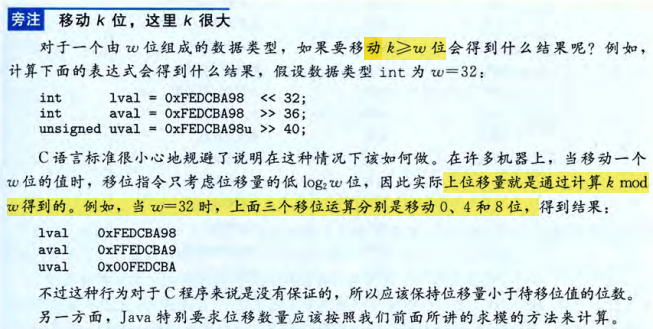 旁注 移动 k 位，这里 k 很大
对于一个由 w 位组成的数据类型，如果要移动 k≥w 位会得到什么结果呢？例如，
计算下面的表达式会得到什么结果，假设数据类型 int 为 w=32：
int lval = 0xFEDCBA98 << 32;
int aval = 0xFEDCBA98 >> 36;
unsigned uval = 0xFEDCBA98u >> 40;
C 语言标准很小心地规避了说明在这种情况下该如何做。在许多机器上，当移动一个
w 位的值时，移位指令只考虑位移量的低 log₂w 位，因此实际上位移量就是通过计算 k mod
w 得到的。例如，当 w=32 时，上面三个移位运算分别是移动 0、4 和 8 位，得到结果：
lval 0xFEDCBA98
aval 0xFFEDCBA9
uval 0x00FEDCBA
不过这种行为对于 C 程序来说是没有保证的，所以应该保持位移量小于待移位值的位数。
另一方面，Java 特别要求位移数量应该按照我们前面所讲的求模的方法来计算。